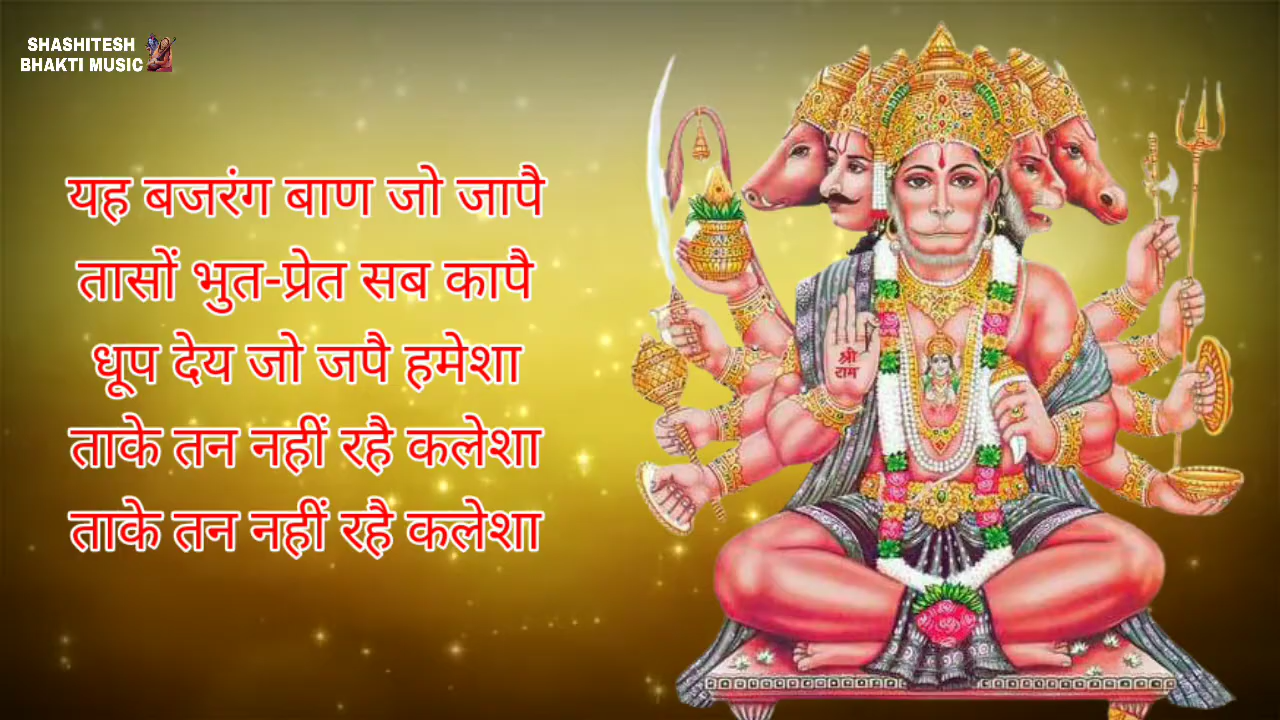 SHASHITESH
BHAKTI MUSIC
यह बजरंग बाण जो जापै
तासों भुत-प्रेत सब कापै
धूप देय जो जपै हमेशा
ताके तन नहीं रहै कलेशा
ताके तन नहीं रहै कलेशा
श्री
राम